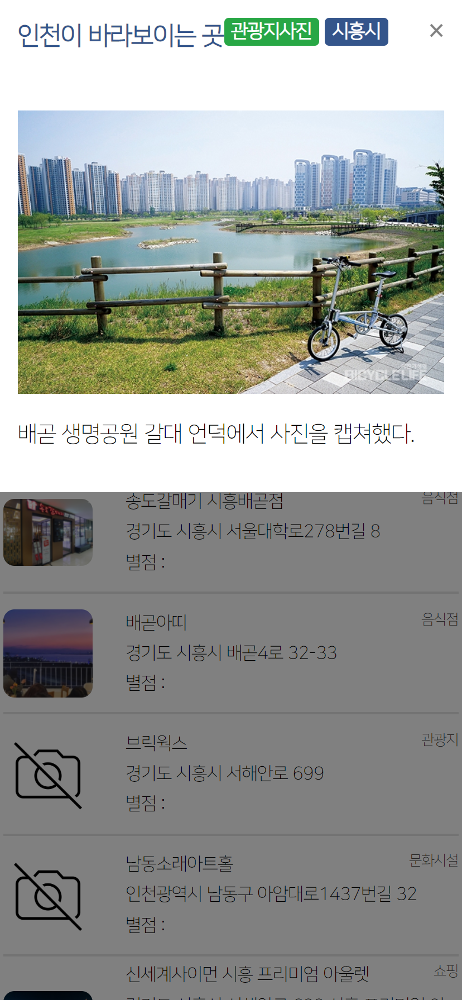 인천이 바라보이는 곳 관광지사진 시흥시 ×
BICYCLE LIFE
배곧 생명공원 갈대 언덕에서 사진을 캡쳐했다.
송도갈매기 시흥배곧점 음식점
경기도 시흥시 서울대학로278번길 8
별점 :
배곧아띠 음식점
경기도 시흥시 배곧4로 32-33
별점 :
브릭웍스 관광지
경기도 시흥시 서해안로 699
별점 :
남동소래아트홀 문화시설
인천광역시 남동구 아암대로1437번길 32
별점 :
신세계사이먼 시흥 프리미엄 아울렛 쇼핑